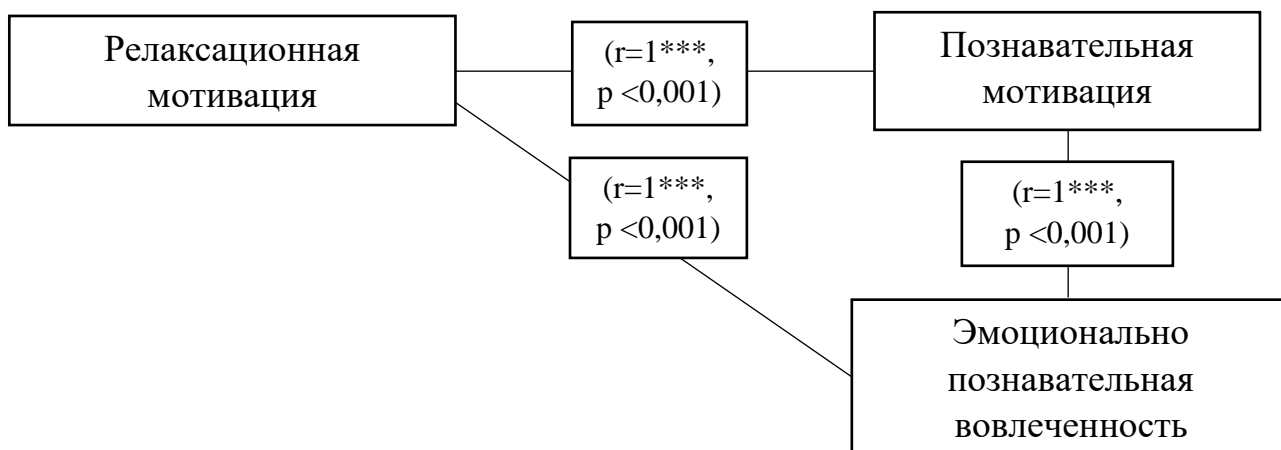 Релаксационная
мотивация
(r=1***,
p <0,001)
Познавательная
мотивация
(r=1***,
p <0,001)
(r=1***,
p <0,001)
Эмоционально
познавательная
вовлеченность